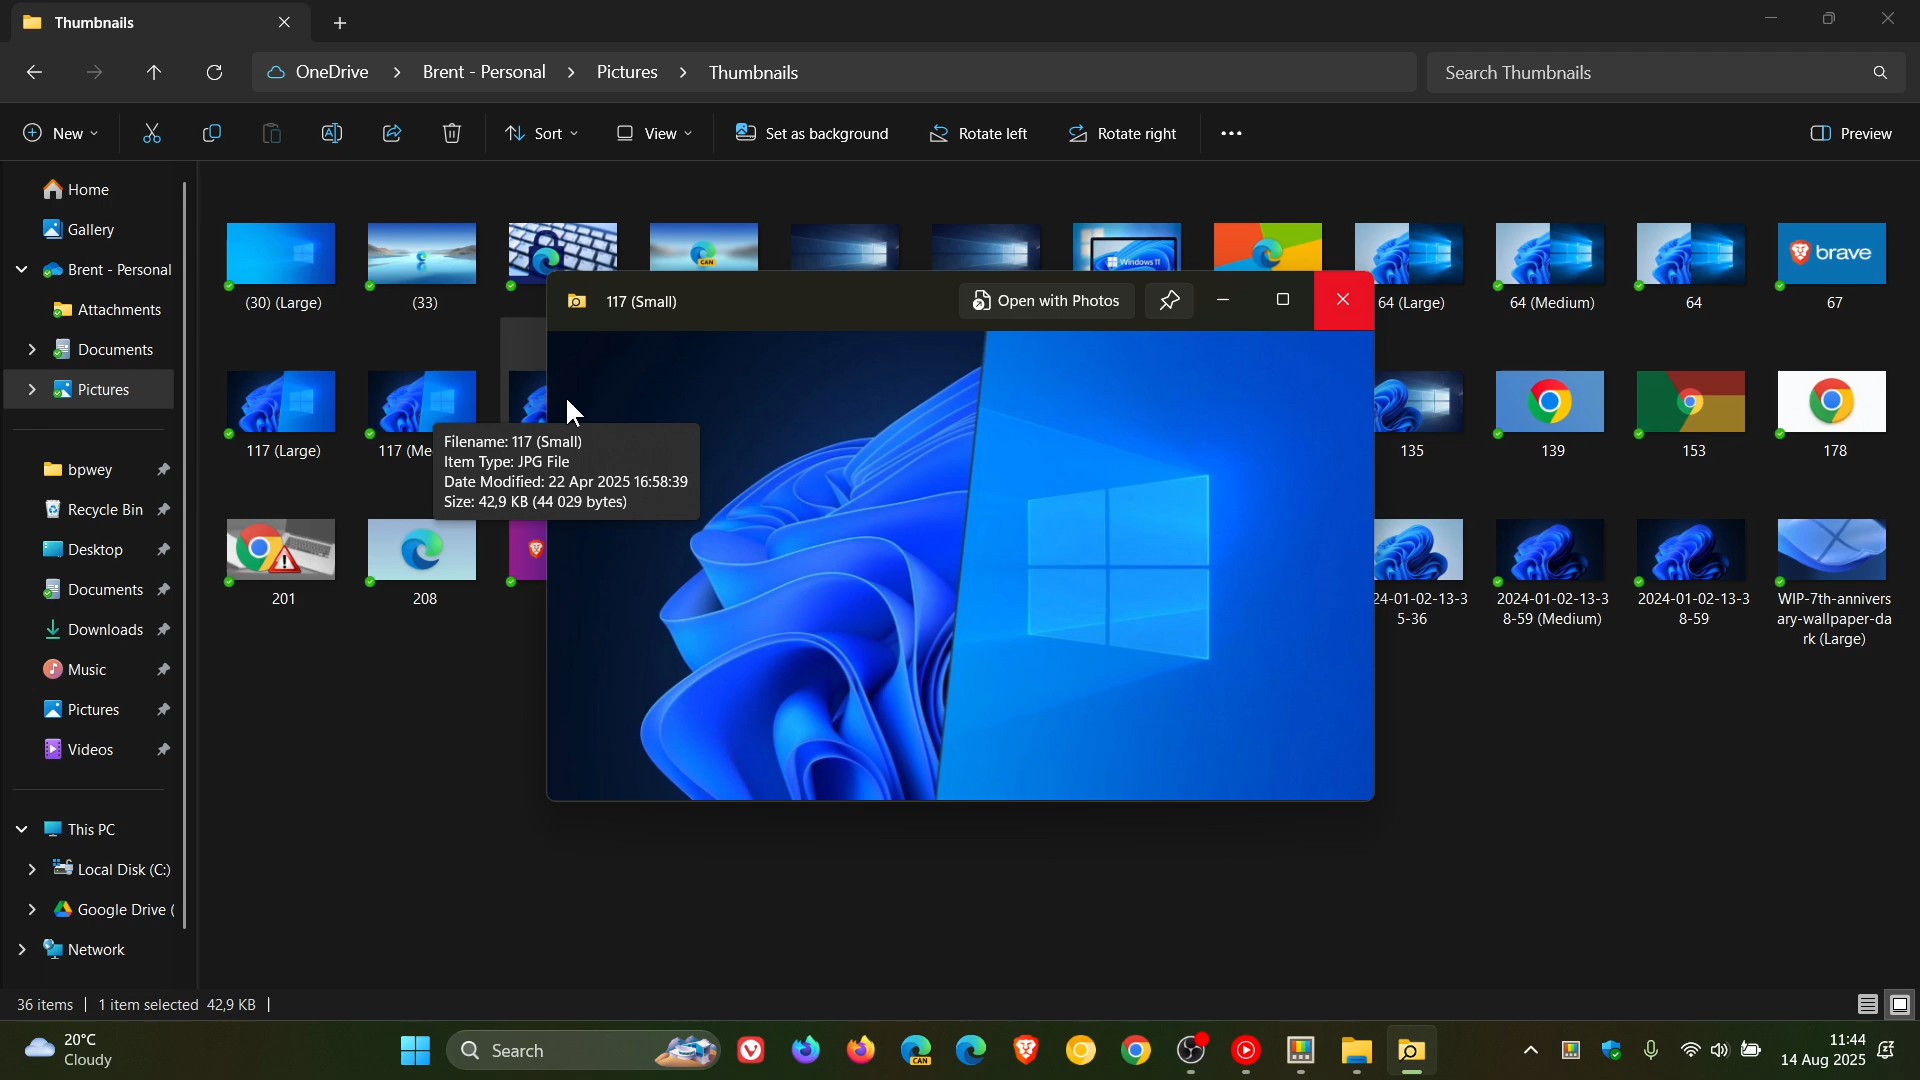 Thumbnails
OneDrive
Brent - Personal
Pictures
Thumbnails
Search Thumbnails
New
Sort
View
Set as background
Rotate left
Rotate right
Preview
Home
Gallery
Brent - Personal
Attachments
Documents
Pictures
bpwey
Recycle Bin
Desktop
Documents
Downloads
Music
Pictures
Videos
This PC
Local Disk (C:)
Google Drive (
Network
CAN
Windows 11
brave
(30) (Large)
(33)
64 (Large)
64 (Medium)
64
67
117 (Small)
Open with Photos
117 (Large)
117 (Me
135
139
153
178
Filename: 117 (Small)
Item Type: JPG File
Date Modified: 22 Apr 2025 16:58:39
Size: 42,9 KB (44 029 bytes)
201
208
24-01-02-13-3
5-36
2024-01-02-13-3
8-59 (Medium)
2024-01-02-13-3
8-59
WIP-7th-annivers
ary-wallpaper-da
rk (Large)
36 items
1 item selected 42,9 KB
20°C
Cloudy
Search
CAN
11:44
14 Aug 2025